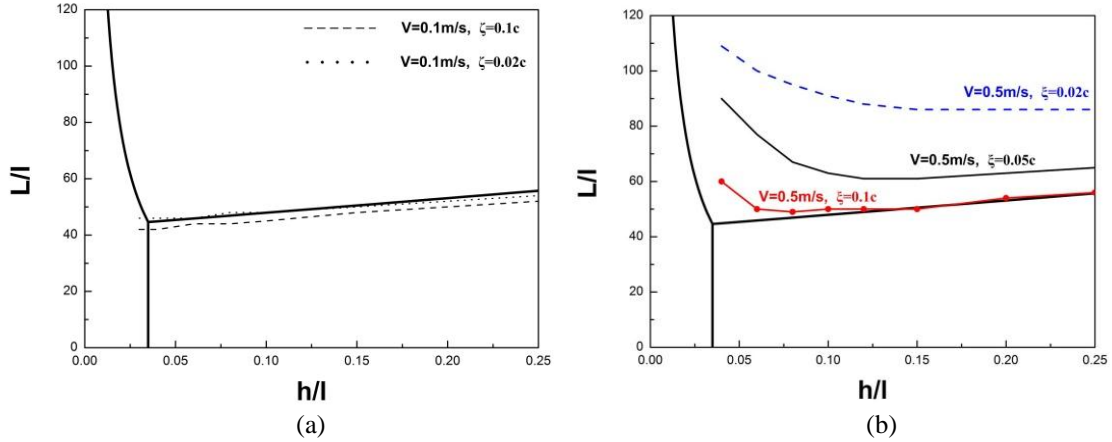 120
100
80
60
40
20
0
L/l
V=0.1m/s, ζ=0.1c
V=0.1m/s, ζ=0.02c
0.00
0.05
0.10
0.15
0.20
0.25
h/l
(a)
120
100
80
60
40
20
0
L/l
V=0.5m/s, ξ=0.02c
V=0.5m/s, ξ=0.05c
V=0.5m/s, ξ=0.1c
0.00
0.05
0.10
0.15
0.20
0.25
h/l
(b)